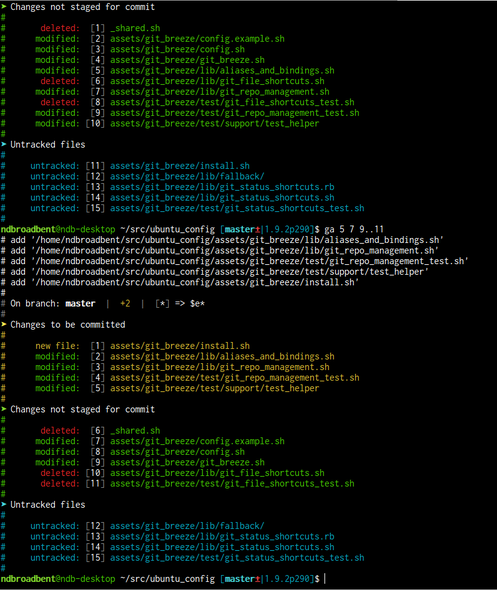 ➤ Changes not staged for commit
#
#       deleted:  [1] _shared.sh
#      modified:  [2] assets/git_breeze/config.example.sh
#      modified:  [3] assets/git_breeze/config.sh
#      modified:  [4] assets/git_breeze/git_breeze.sh
#      modified:  [5] assets/git_breeze/lib/aliases_and_bindings.sh
#       deleted:  [6] assets/git_breeze/lib/git_file_shortcuts.sh
#      modified:  [7] assets/git_breeze/lib/git_repo_management.sh
#       deleted:  [8] assets/git_breeze/test/git_file_shortcuts_test.sh
#      modified:  [9] assets/git_breeze/test/git_repo_management_test.sh
#      modified: [10] assets/git_breeze/test/support/test_helper
#
➤ Untracked files
#
#     untracked: [11] assets/git_breeze/install.sh
#     untracked: [12] assets/git_breeze/lib/fallback/
#     untracked: [13] assets/git_breeze/lib/git_status_shortcuts.rb
#     untracked: [14] assets/git_breeze/lib/git_status_shortcuts.sh
#     untracked: [15] assets/git_breeze/test/git_status_shortcuts_test.sh
#
ndbroadbent@ndb-desktop ~/src/ubuntu_config [master±|1.9.2p290]$ ga 5 7 9..11
# add '/home/ndbroadbent/src/ubuntu_config/assets/git_breeze/lib/aliases_and_bindings.sh'
# add '/home/ndbroadbent/src/ubuntu_config/assets/git_breeze/lib/git_repo_management.sh'
# add '/home/ndbroadbent/src/ubuntu_config/assets/git_breeze/test/git_repo_management_test.sh'
# add '/home/ndbroadbent/src/ubuntu_config/assets/git_breeze/test/support/test_helper'
# add '/home/ndbroadbent/src/ubuntu_config/assets/git_breeze/install.sh'
#
# On branch: master  |  +2  |  [*] => $e*
#
➤ Changes to be committed
#
#      new file:  [1] assets/git_breeze/install.sh
#      modified:  [2] assets/git_breeze/lib/aliases_and_bindings.sh
#      modified:  [3] assets/git_breeze/lib/git_repo_management.sh
#      modified:  [4] assets/git_breeze/test/git_repo_management_test.sh
#      modified:  [5] assets/git_breeze/test/support/test_helper
#
➤ Changes not staged for commit
#
#       deleted:  [6] _shared.sh
#      modified:  [7] assets/git_breeze/config.example.sh
#      modified:  [8] assets/git_breeze/config.sh
#      modified:  [9] assets/git_breeze/git_breeze.sh
#       deleted: [10] assets/git_breeze/lib/git_file_shortcuts.sh
#       deleted: [11] assets/git_breeze/test/git_file_shortcuts_test.sh
#
➤ Untracked files
#
#     untracked: [12] assets/git_breeze/lib/fallback/
#     untracked: [13] assets/git_breeze/lib/git_status_shortcuts.rb
#     untracked: [14] assets/git_breeze/lib/git_status_shortcuts.sh
#     untracked: [15] assets/git_breeze/test/git_status_shortcuts_test.sh
#
ndbroadbent@ndb-desktop ~/src/ubuntu_config [master±|1.9.2p290]$